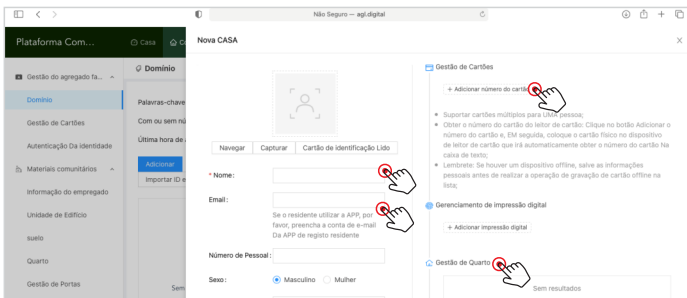 Não Seguro — agl.digital
Plataforma Com...
Casa
Nova CASA
Gestão do agregado fa...
Domínio
Gestão de Cartões
Autenticação Da identidade
Materiais comunitários
informação do empregado
Unidade de Edifício
suelo
Quarto
Gestão de Portas
Domínio
Palavras-chave
Com ou sem nú
Última hora de
Adicionar
Importar ID e
Sem
Navegar
Capturar
Cartão de identificação Lido
* Nome:
Email:
Se o residente utilizar a APP, por
favor, preencha a conta de e-mail
Da APP de registo residente
Número de Pessoal:
Sexo:
Masculino
Mulher
Gestão de Cartões
+ Adicionar número do cartão
Suportar cartões múltiplos para UMA pessoa;
Obter o número do cartão do leitor de cartão: Clique no botão Adicionar o
número do cartão e, EM seguida, coloque o cartão físico no dispositivo
de leitor de cartão que irá automaticamente obter o número do cartão Na
caixa de texto;
Lembrete: Se houver um dispositivo offline, salve as informações
pessoais antes de realizar a operação de gravação de cartão offline na
lista;
Gerenciamento de impressão digital
+ Adicionar impressão digital
Gestão de Quarto
Sem resultados